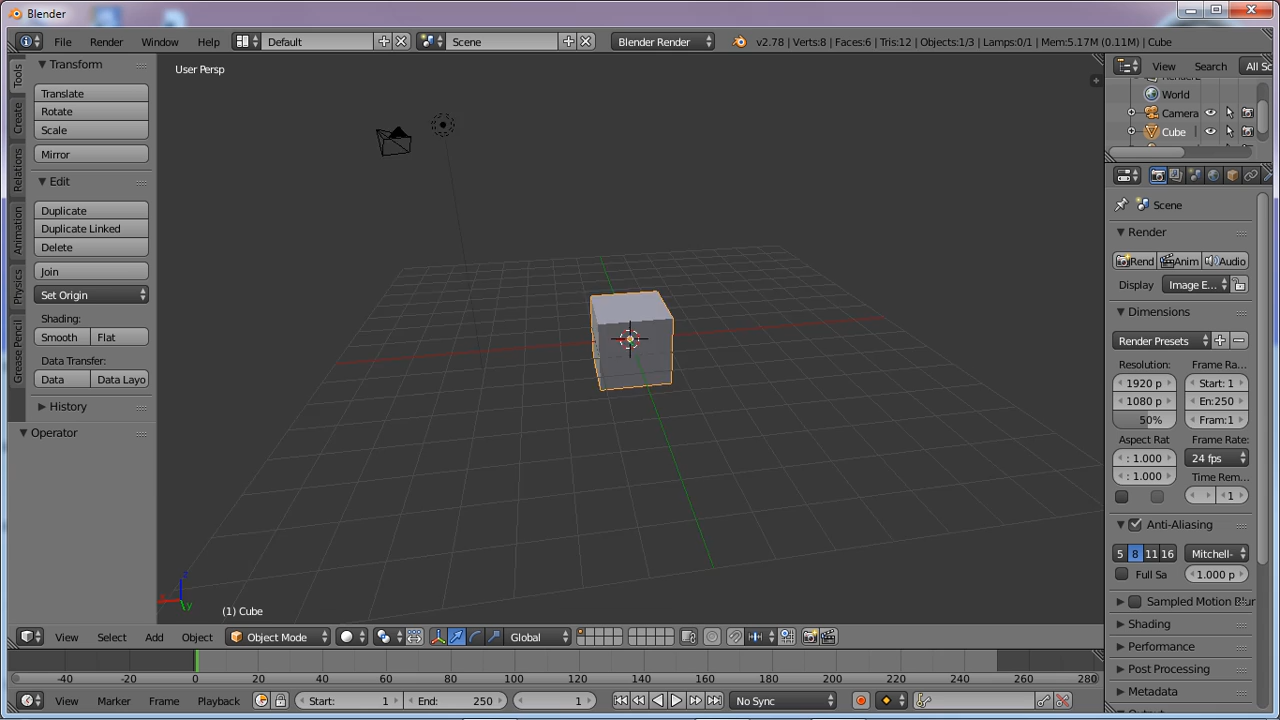 Blender
File Render Window Help Default Scene Blender Render v2.78 | Verts:8 | Faces:6 | Tris:12 | Objects:1/3 | Lamps:0/1 | Mem:5.17M (0.11M) | Cube
Tools
Create
Relations
Animation
Physics
Grease Pencil
Transform
Translate
Rotate
Scale
Mirror
Edit
Duplicate
Duplicate Linked
Delete
Join
Set Origin
Shading:
Smooth Flat
Data Transfer:
Data Data Layo
History
Operator
User Persp
z
x
y
(1) Cube
View Search All Sc
World
Camera
Cube
Scene
Render
Rend Anim Audio
Display Image E...
Dimensions
Render Presets
Resolution: Frame Ra...
1920 p Start: 1
1080 p En:250
50% Fram:1
Aspect Rat Frame Rate:
: 1.000 24 fps
: 1.000 Time Rem...
1
Anti-Aliasing
5 8 11 16 Mitchell-
Full Sa 1.000 p
Sampled Motion Blur
Shading
Performance
Post Processing
Metadata
View Select Add Object Object Mode Global
-40 -20 0 20 40 60 80 100 120 140 160 180 200 220 240 260 280
View Marker Frame Playback Start: 1 End: 250 1 No Sync